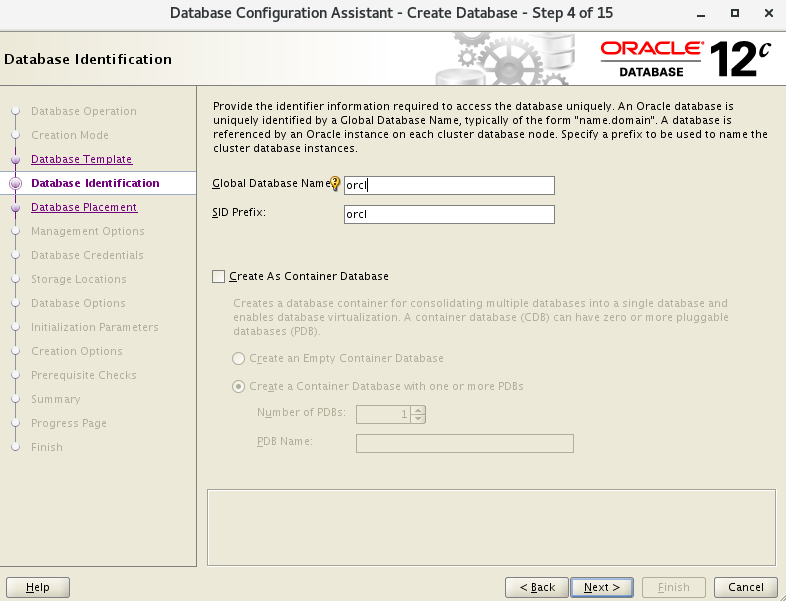 Database Configuration Assistant - Create Database - Step 4 of 15
Database Identification
ORACLE
DATABASE
12c
Database Operation
Creation Mode
Database Template
Database Identification
Database Placement
Management Options
Database Credentials
Storage Locations
Database Options
Initialization Parameters
Creation Options
Prerequisite Checks
Summary
Progress Page
Finish
Provide the identifier information required to access the database uniquely. An Oracle database is
uniquely identified by a Global Database Name, typically of the form "name.domain". A database is
referenced by an Oracle instance on each cluster database node. Specify a prefix to be used to name the
cluster database instances.
Global Database Name orcl
SID Prefix: orcl
Create As Container Database
Creates a database container for consolidating multiple databases into a single database and
enables database virtualization. A container database (CDB) can have zero or more pluggable
databases (PDB).
Create an Empty Container Database
Create a Container Database with one or more PDBs
Number of PDBs: 1
PDB Name:
Help < Back Next > Finish Cancel